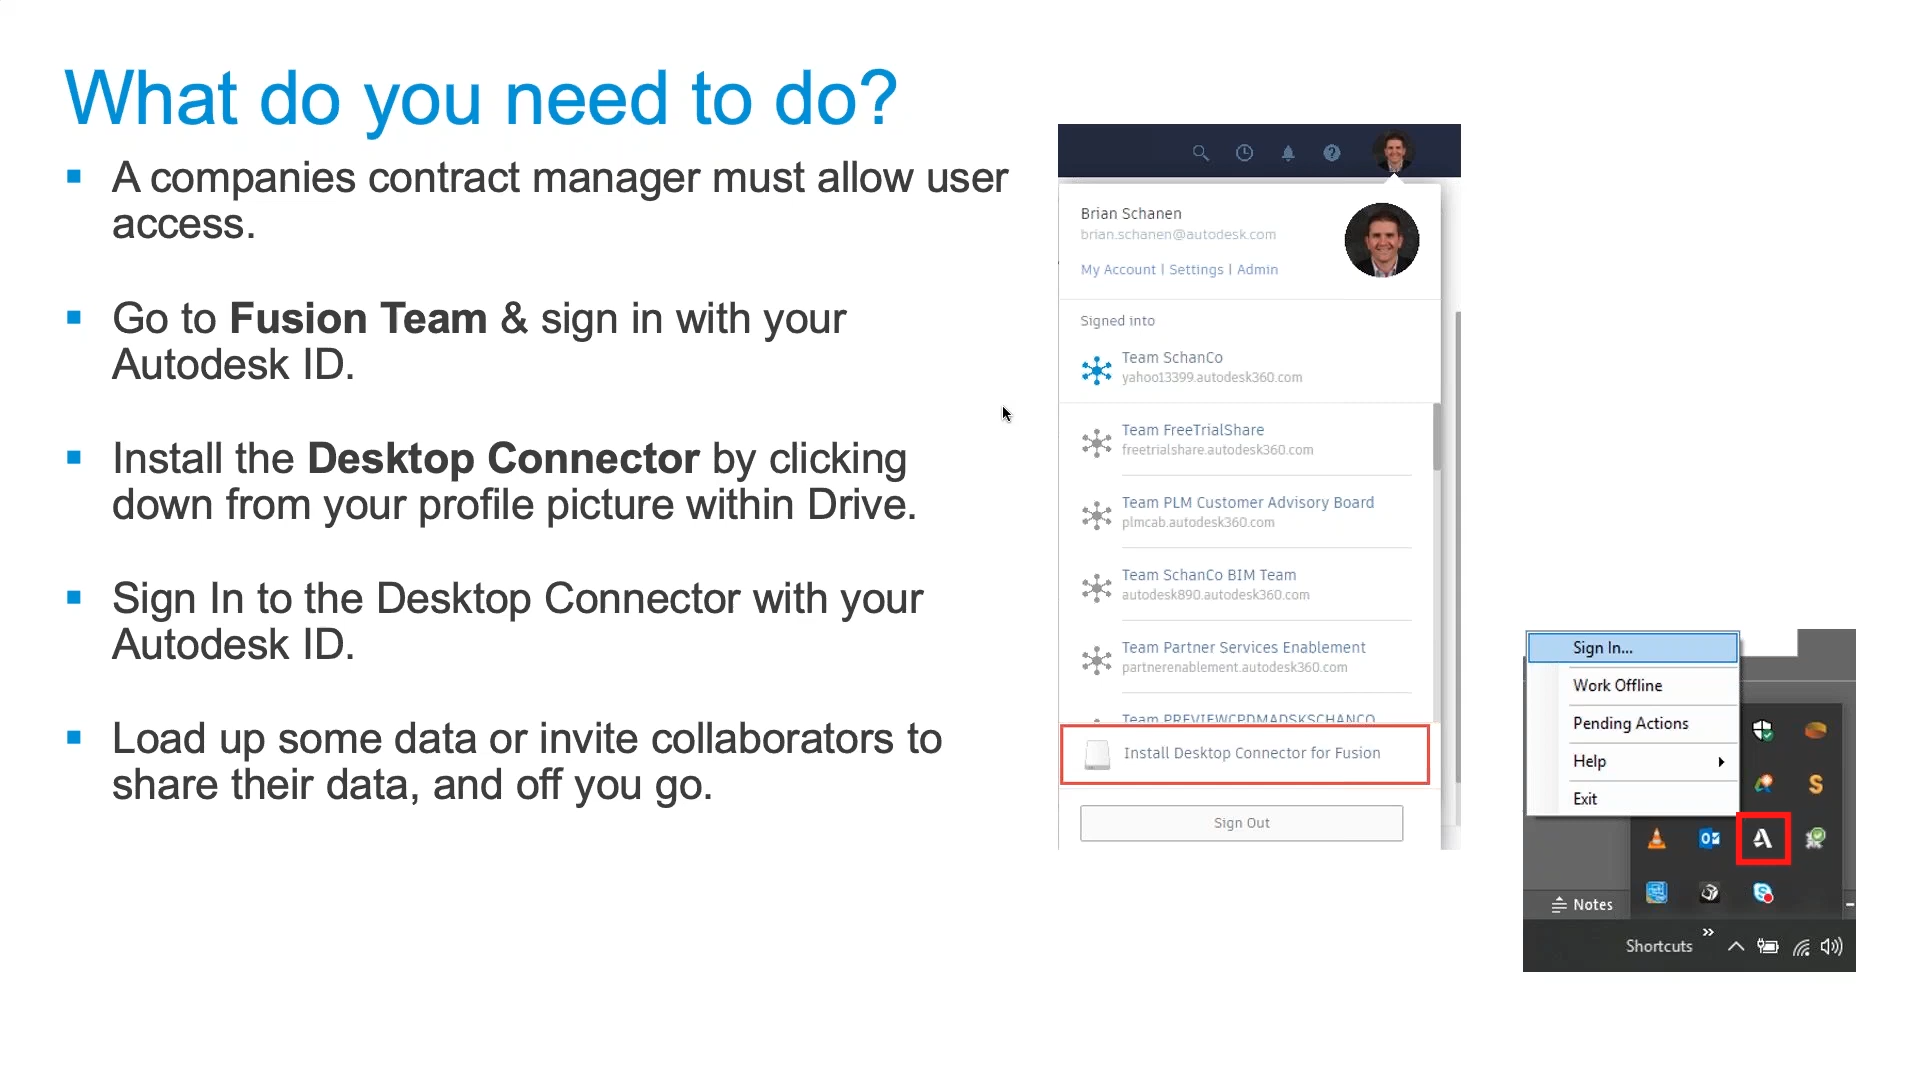 What do you need to do?
A companies contract manager must allow user
access.
Go to Fusion Team & sign in with your
Autodesk ID.
Install the Desktop Connector by clicking
down from your profile picture within Drive.
Sign In to the Desktop Connector with your
Autodesk ID.
Load up some data or invite collaborators to
share their data, and off you go.
Brian Schanen
brian.schanen@autodesk.com
My Account | Settings | Admin
Signed into
Team SchanCo
yahoo13399.autodesk360.com
Team FreeTrialShare
freetrialshare.autodesk360.com
Team PLM Customer Advisory Board
plmcab.autodesk360.com
Team SchanCo BIM Team
autodesk890.autodesk360.com
Team Partner Services Enablement
partnerenablement.autodesk360.com
Team PREVIEWCPDMADSKSCHANCO
Install Desktop Connector for Fusion
Sign Out
Sign In...
Work Offline
Pending Actions
Help
Exit
Notes
Shortcuts